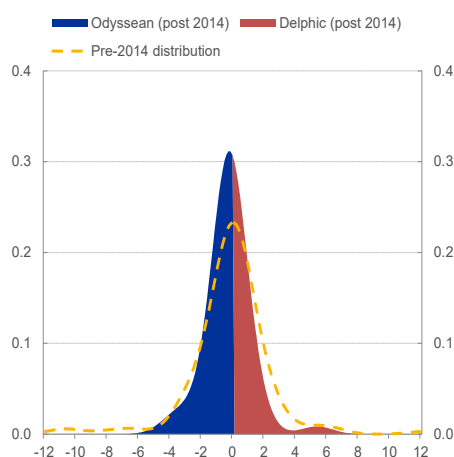 Odyssean (post 2014) Delphic (post 2014)
Pre-2014 distribution
0.4 0.4
0.3 0.3
0.2 0.2
0.1 0.1
0.0 0.0
-12 -10 -8 -6 -4 -2 0 2 4 6 8 10 12